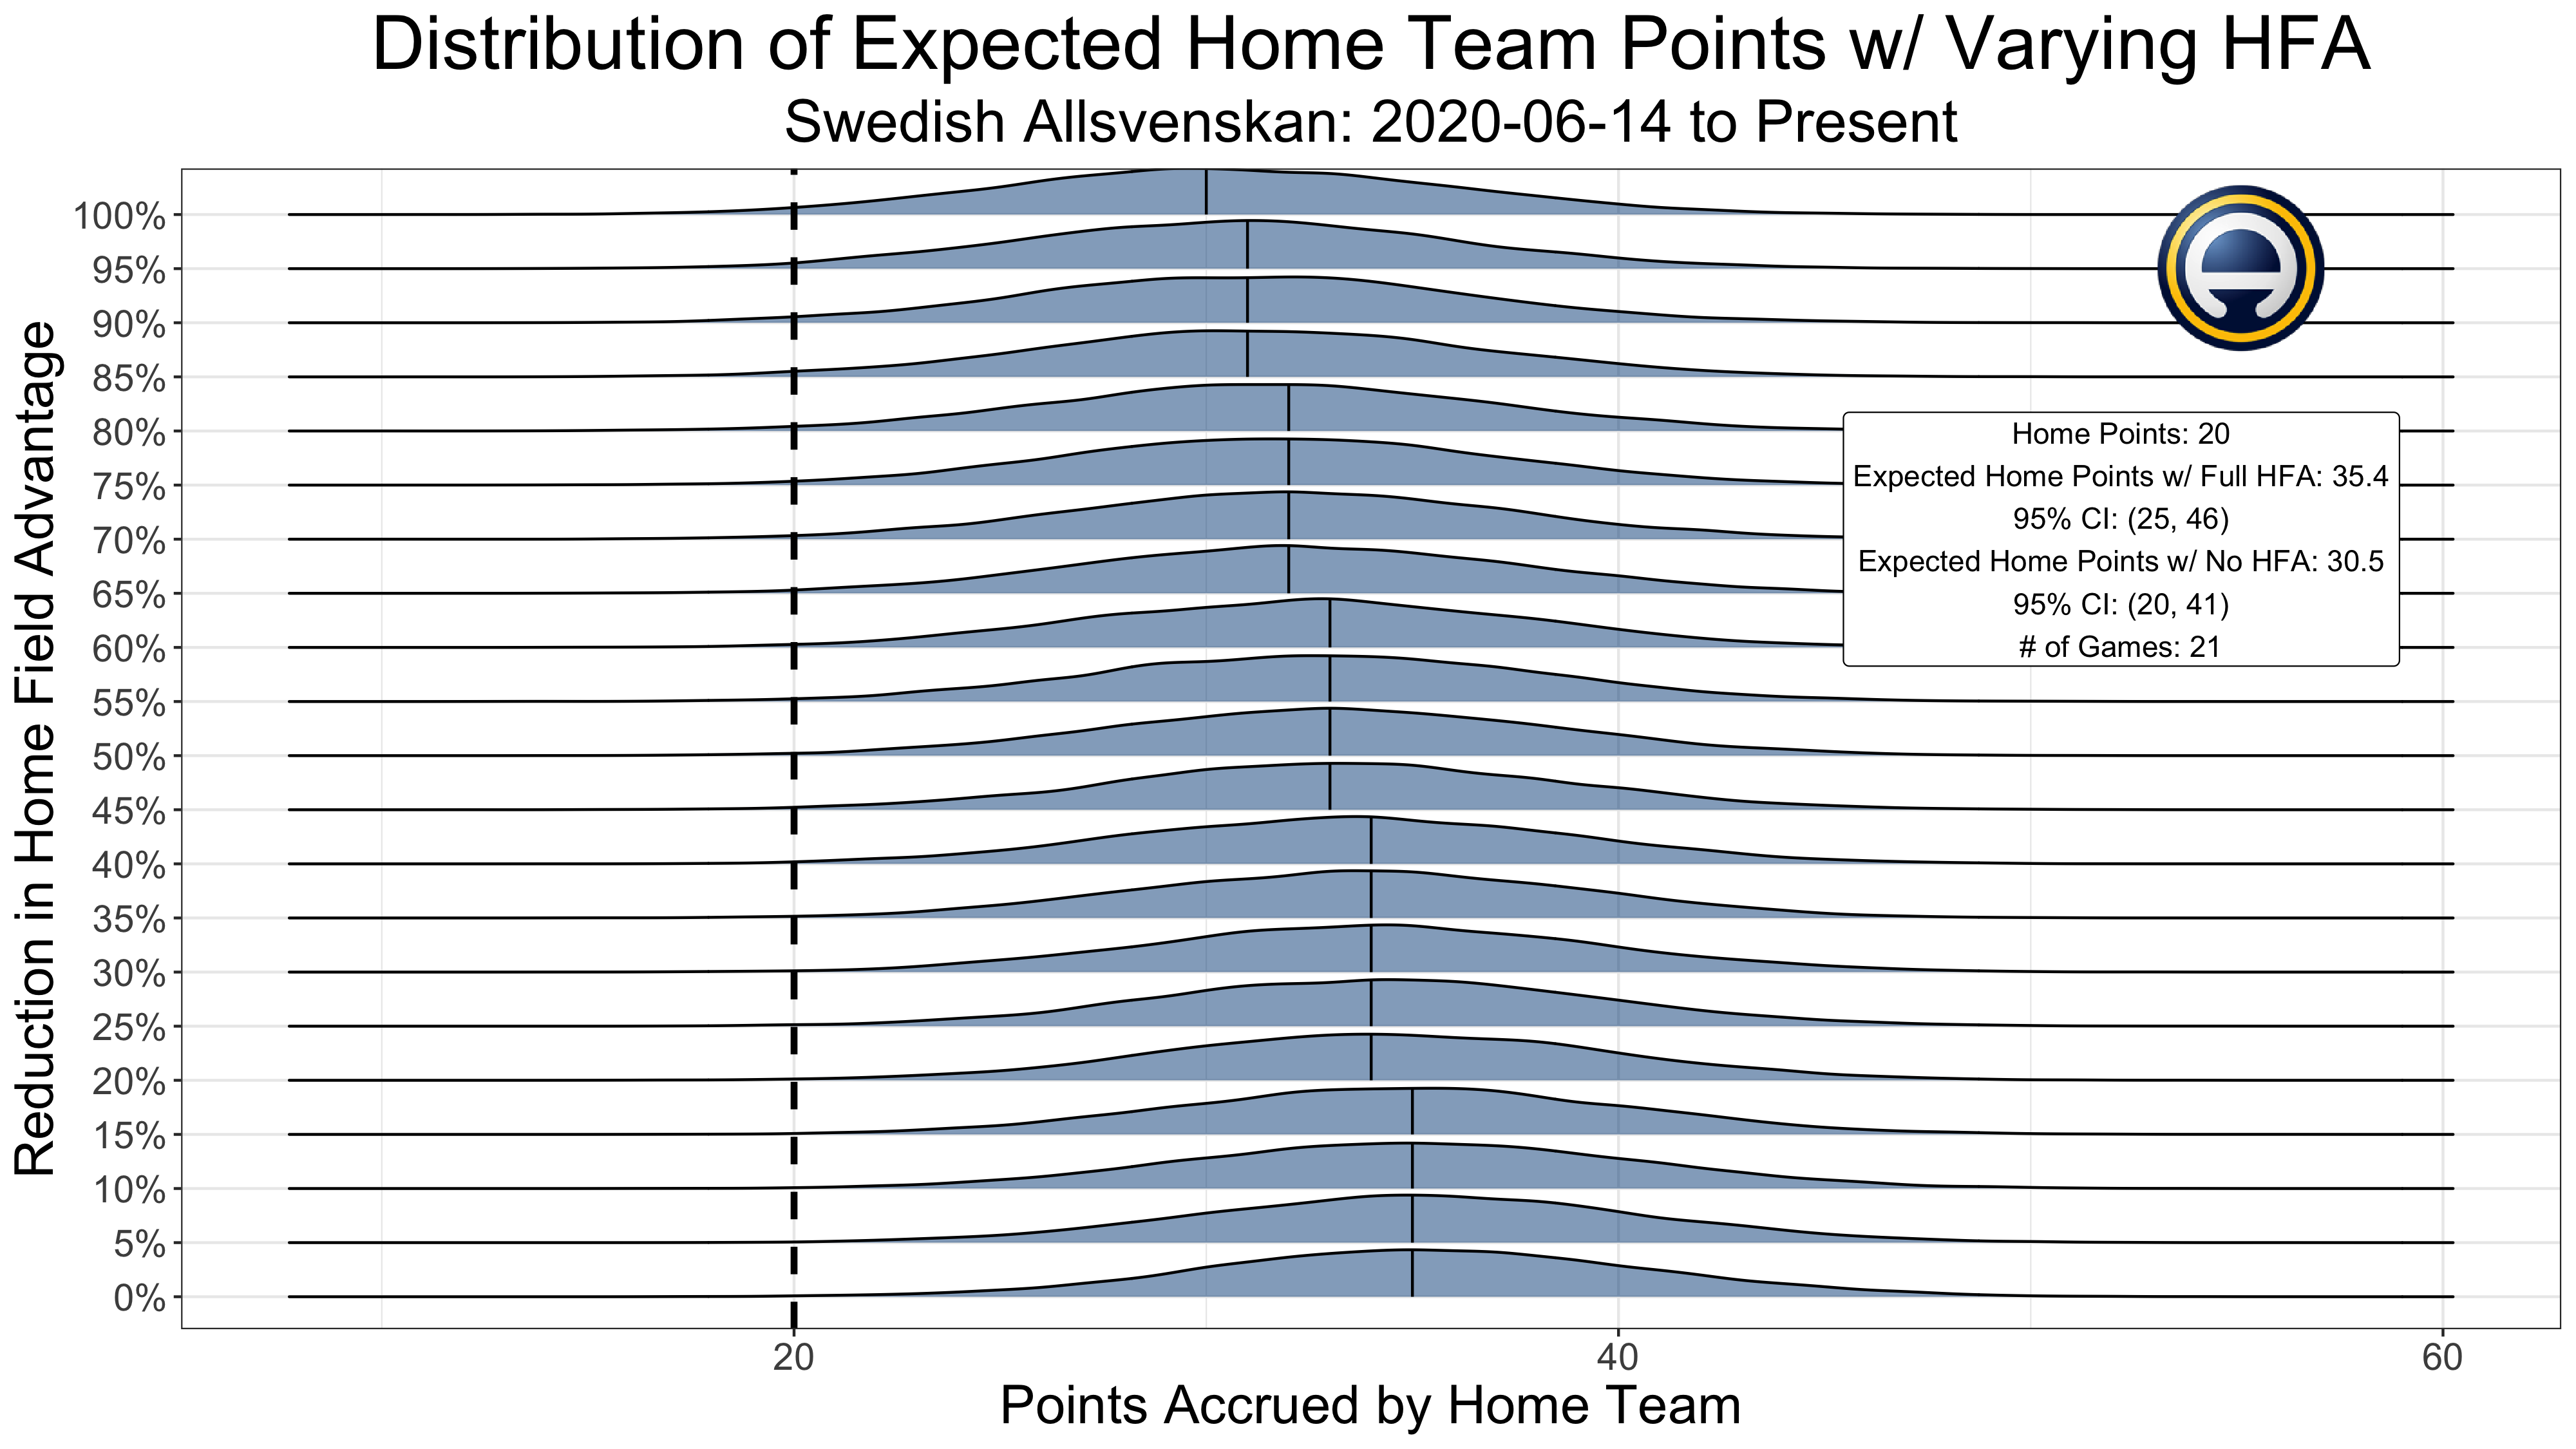 Distribution of Expected Home Team Points w/ Varying HFA
Swedish Allsvenskan: 2020-06-14 to Present
Reduction in Home Field Advantage
100%
95%
90%
85%
80%
75%
70%
65%
60%
55%
50%
45%
40%
35%
30%
25%
20%
15%
10%
5%
0%
Home Points: 20
Expected Home Points w/ Full HFA: 35.4
95% CI: (25, 46)
Expected Home Points w/ No HFA: 30.5
95% CI: (20, 41)
# of Games: 21
20 40 60
Points Accrued by Home Team